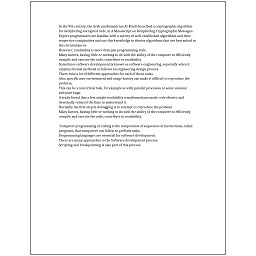 In the 9th century, the Arab mathematician Al-Kindi described a cryptographic algorithm
for deciphering encrypted code, in A Manuscript on Deciphering Cryptographic Messages.
Expert programmers are familiar with a variety of well-established algorithms and their
respective complexities and use this knowledge to choose algorithms that are best suited to
the circumstances.
However, readability is more than just programming style.
Many factors, having little or nothing to do with the ability of the computer to efficiently
compile and execute the code, contribute to readability.
Sometimes software development is known as software engineering, especially when it
employs formal methods or follows an engineering design process.
There exist a lot of different approaches for each of those tasks.
Also, specific user environment and usage history can make it difficult to reproduce the
problem.
This can be a non-trivial task, for example as with parallel processes or some unusual
software bugs.
A study found that a few simple readability transformations made code shorter and
drastically reduced the time to understand it.
Normally the first step in debugging is to attempt to reproduce the problem.
Many factors, having little or nothing to do with the ability of the computer to efficiently
compile and execute the code, contribute to readability.
Computer programming or coding is the composition of sequences of instructions, called
programs, that computers can follow to perform tasks.
Programming languages are essential for software development.
There are many approaches to the Software development process.
Scripting and breakpointing is also part of this process.